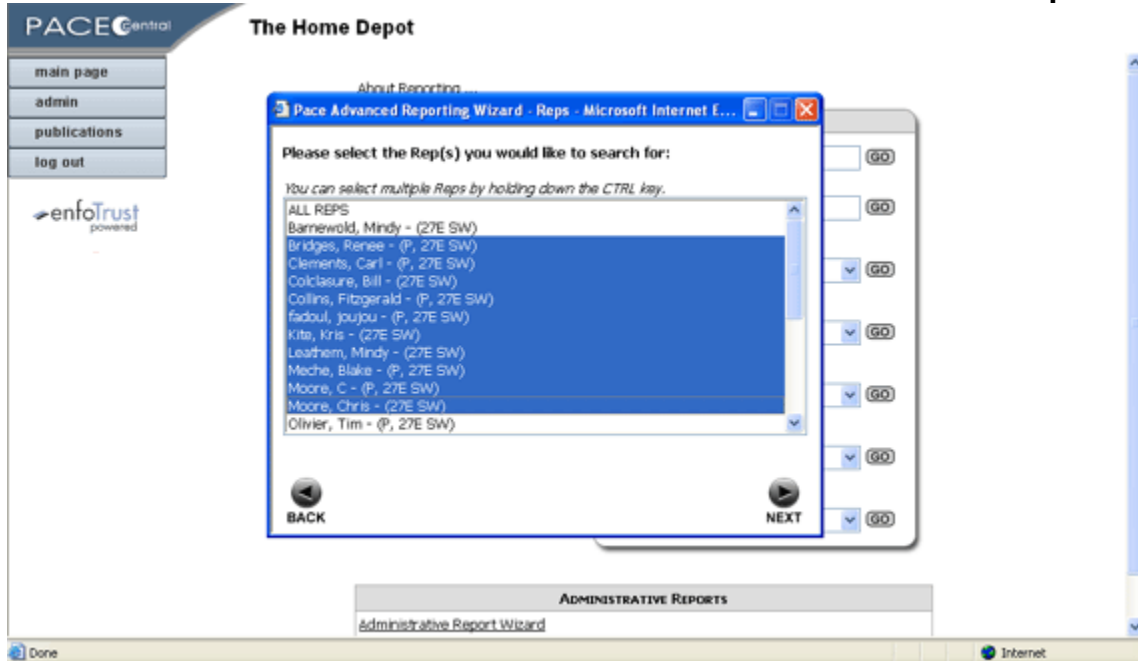 PACE Central
The Home Depot
main page
admin
publications
log out
enfoTrust
powered
About Reporting ...
Pace Advanced Reporting Wizard - Reps - Microsoft Internet E...
Please select the Rep(s) you would like to search for:
You can select multiple Reps by holding down the CTRL key.
ALL REPS
Barnewold, Mindy - (27E SW)
Bridges, Renee - (P, 27E SW)
Clements, Carl - (P, 27E SW)
Colclasure, Bill - (27E SW)
Collins, Fitzgerald - (P, 27E SW)
fadoul, joujou - (P, 27E SW)
Kite, Kris - (27E SW)
Leathem, Mindy - (27E SW)
Meche, Blake - (P, 27E SW)
Moore, C - (P, 27E SW)
Moore, Chris - (27E SW)
Olivier, Tim - (P, 27E SW)
BACK
NEXT
GO
GO
GO
GO
GO
GO
GO
ADMINISTRATIVE REPORTS
Administrative Report Wizard
Done
Internet